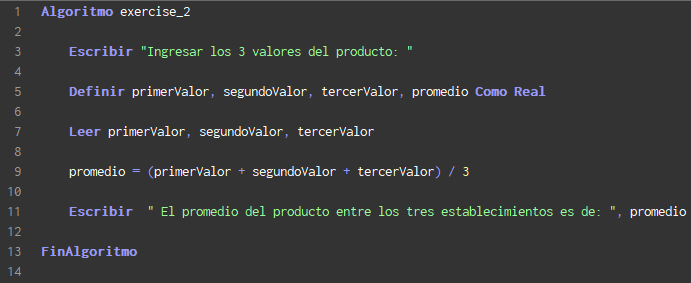 1 Algoritmo exercise_2
2
3 Escribir "Ingresar los 3 valores del producto: "
4
5 Definir primerValor, segundoValor, tercerValor, promedio Como Real
6
7 Leer primerValor, segundoValor, tercerValor
8
9 promedio = (primerValor + segundoValor + tercerValor) / 3
10
11 Escribir  " El promedio del producto entre los tres establecimientos es de: ", promedio
12
13 FinAlgoritmo
14